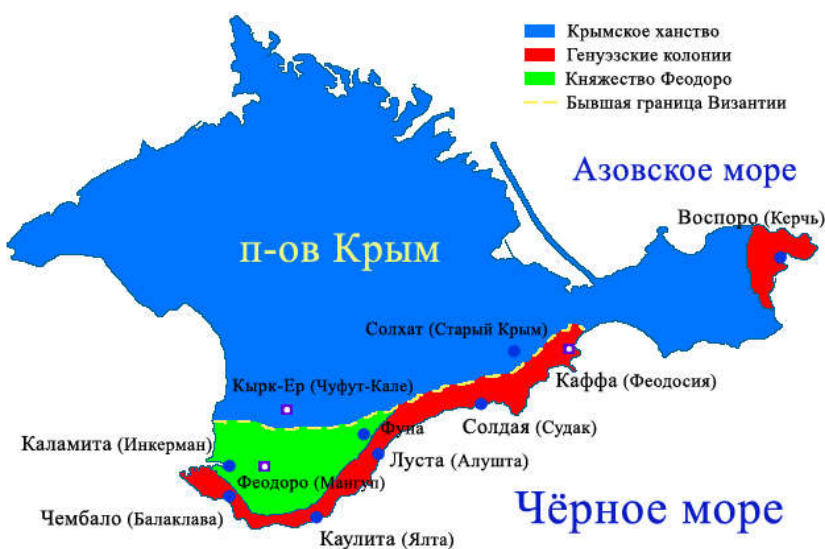 Крымское ханство
Генуэзские колонии
Княжество Феодоро
Бывшая граница Византии
Азовское море
Воспоро (Керчь)
п-ов Крым
Солхат (Старый Крым)
Кырк-Ер (Чуфут-Кале)
Каффа (Феодосия)
Каламита (Инкерман)
Фуна
Солдая (Судак)
Луста (Алушта)
Феодоро (Мангуп)
Чембало (Балаклава)
Чёрное море
Каулита (Ялта)